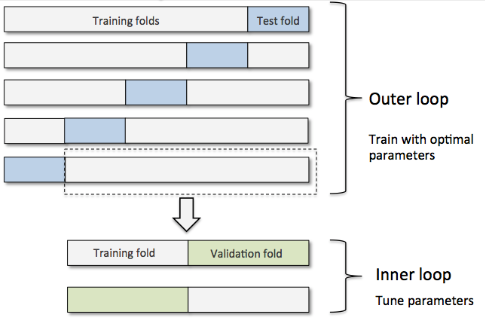 Training folds
Test fold
Outer loop
Train with optimal
parameters
Training fold
Validation fold
Inner loop
Tune parameters